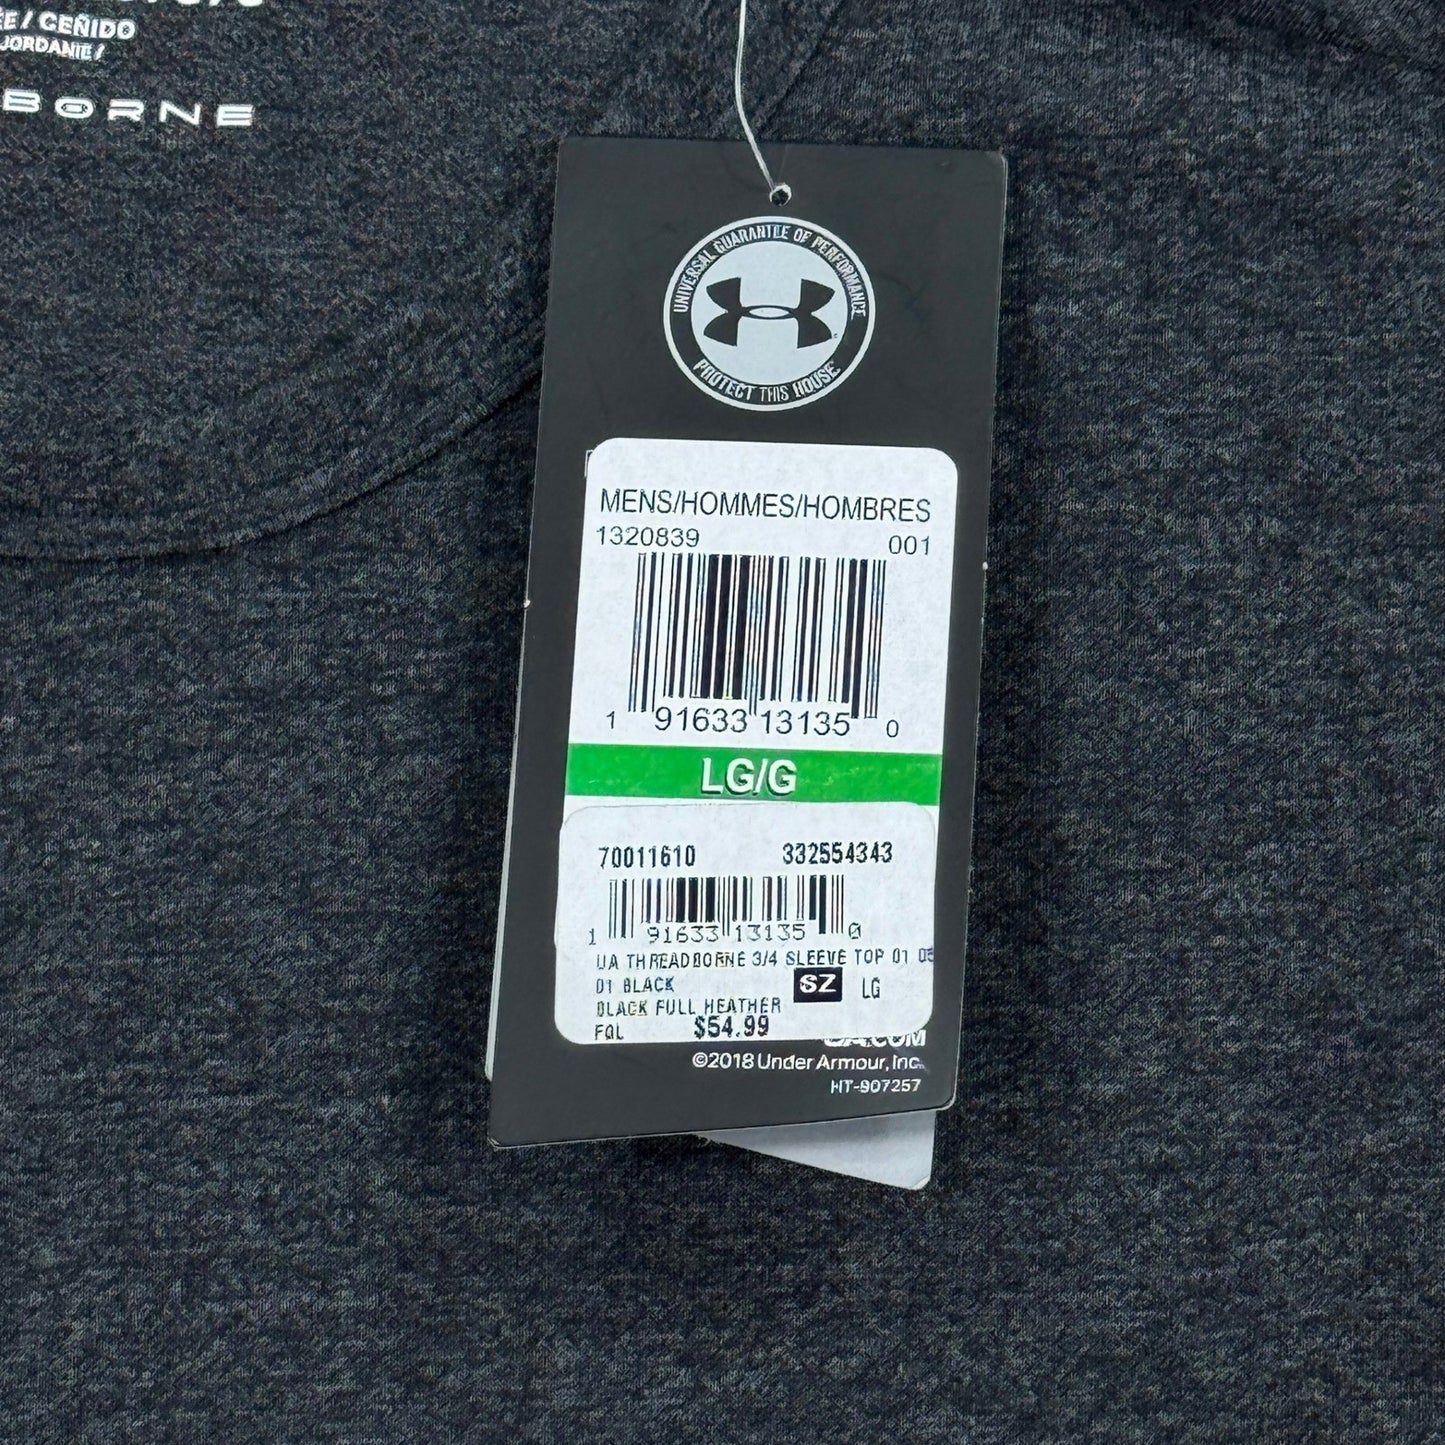 / CEÑIDO
JORDANIE /
BORNE
UNIVERSAL GUARANTEE OF PERFORMANCE
PROTECT THIS HOUSE
MENS/HOMMES/HOMBRES
1320839 001
1 91633 13135 0
LG/G
70011610 332554343
1 91633 13135 0
UA THREADBORNE 3/4 SLEEVE TOP 01 05
01 BLACK SZ LG
BLACK FULL HEATHER
FQL $54.99
UA.COM
©2018 Under Armour, Inc.
HT-907257